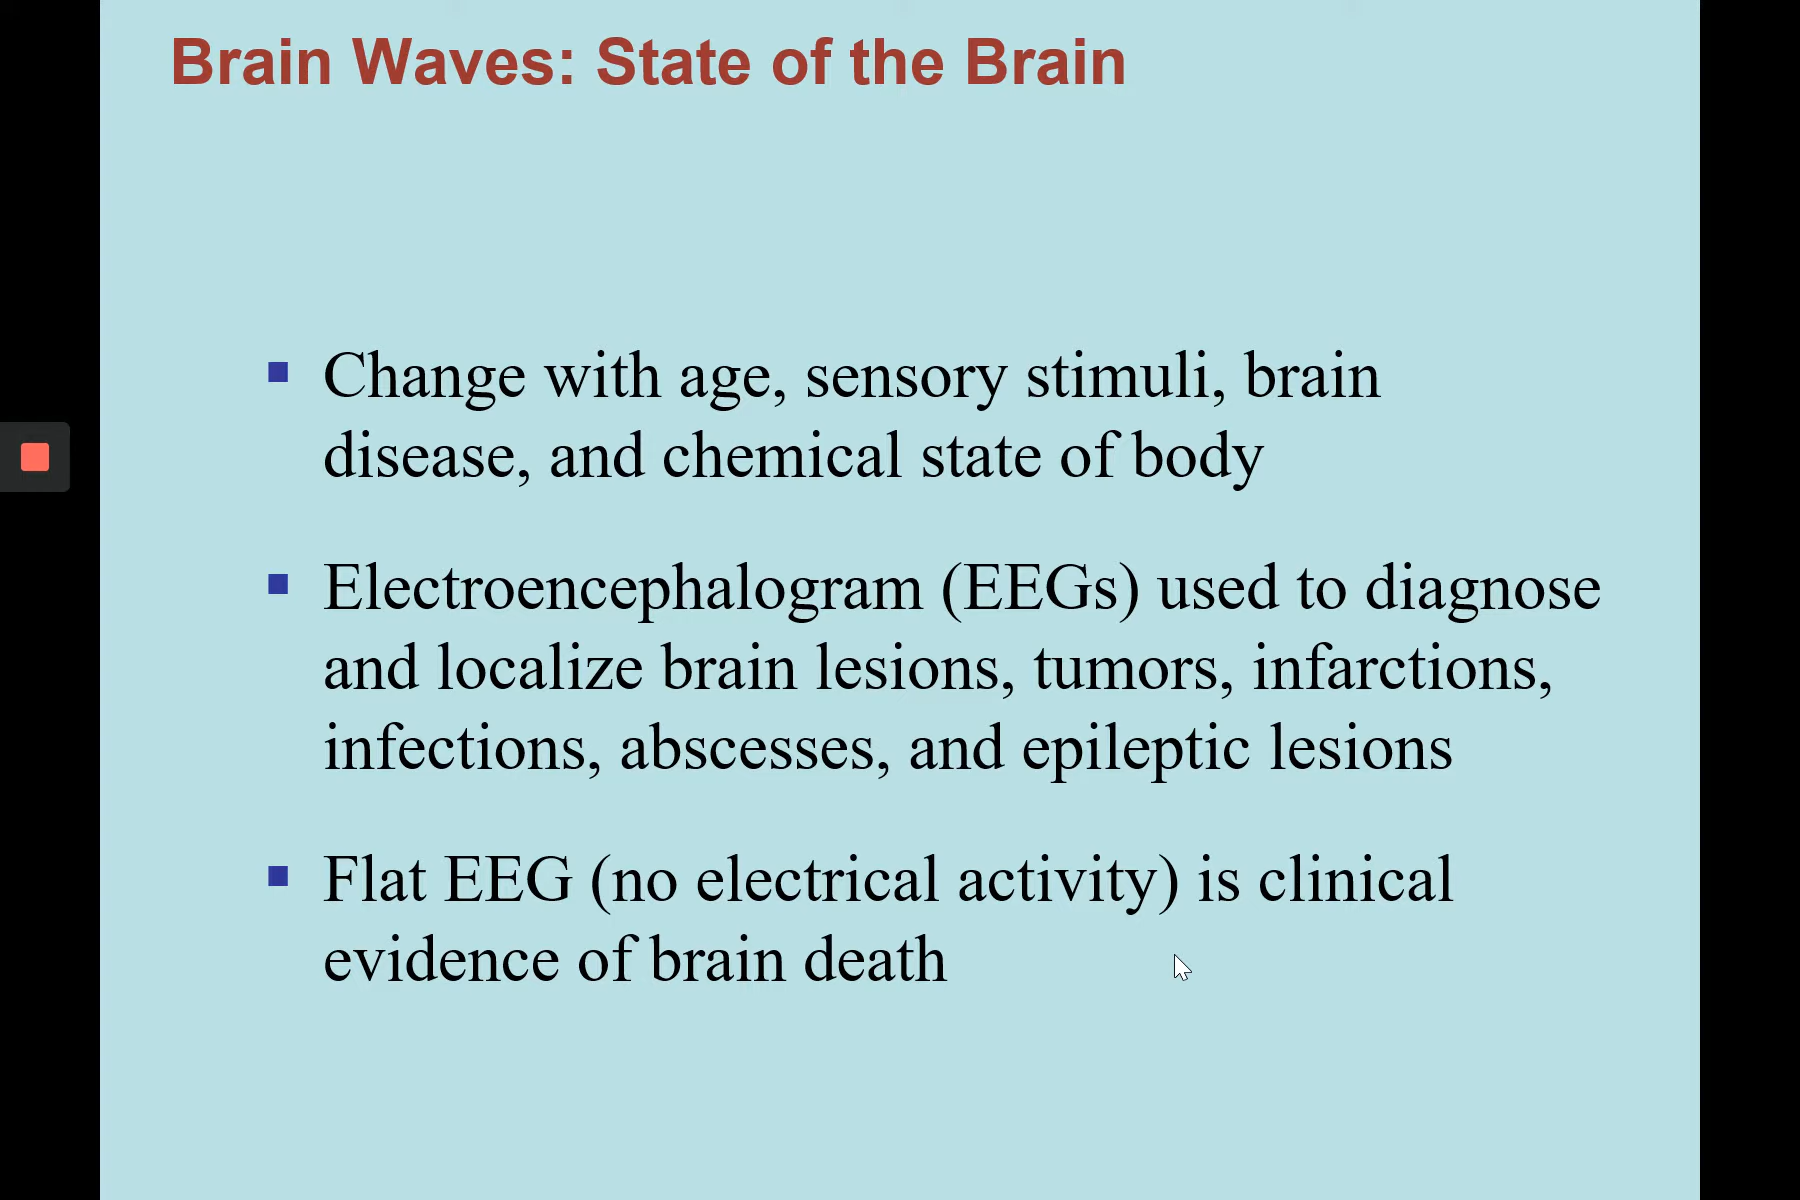 Brain Waves: State of the Brain
Change with age, sensory stimuli, brain
disease, and chemical state of body
Electroencephalogram (EEGs) used to diagnose
and localize brain lesions, tumors, infarctions,
infections, abscesses, and epileptic lesions
Flat EEG (no electrical activity) is clinical
evidence of brain death